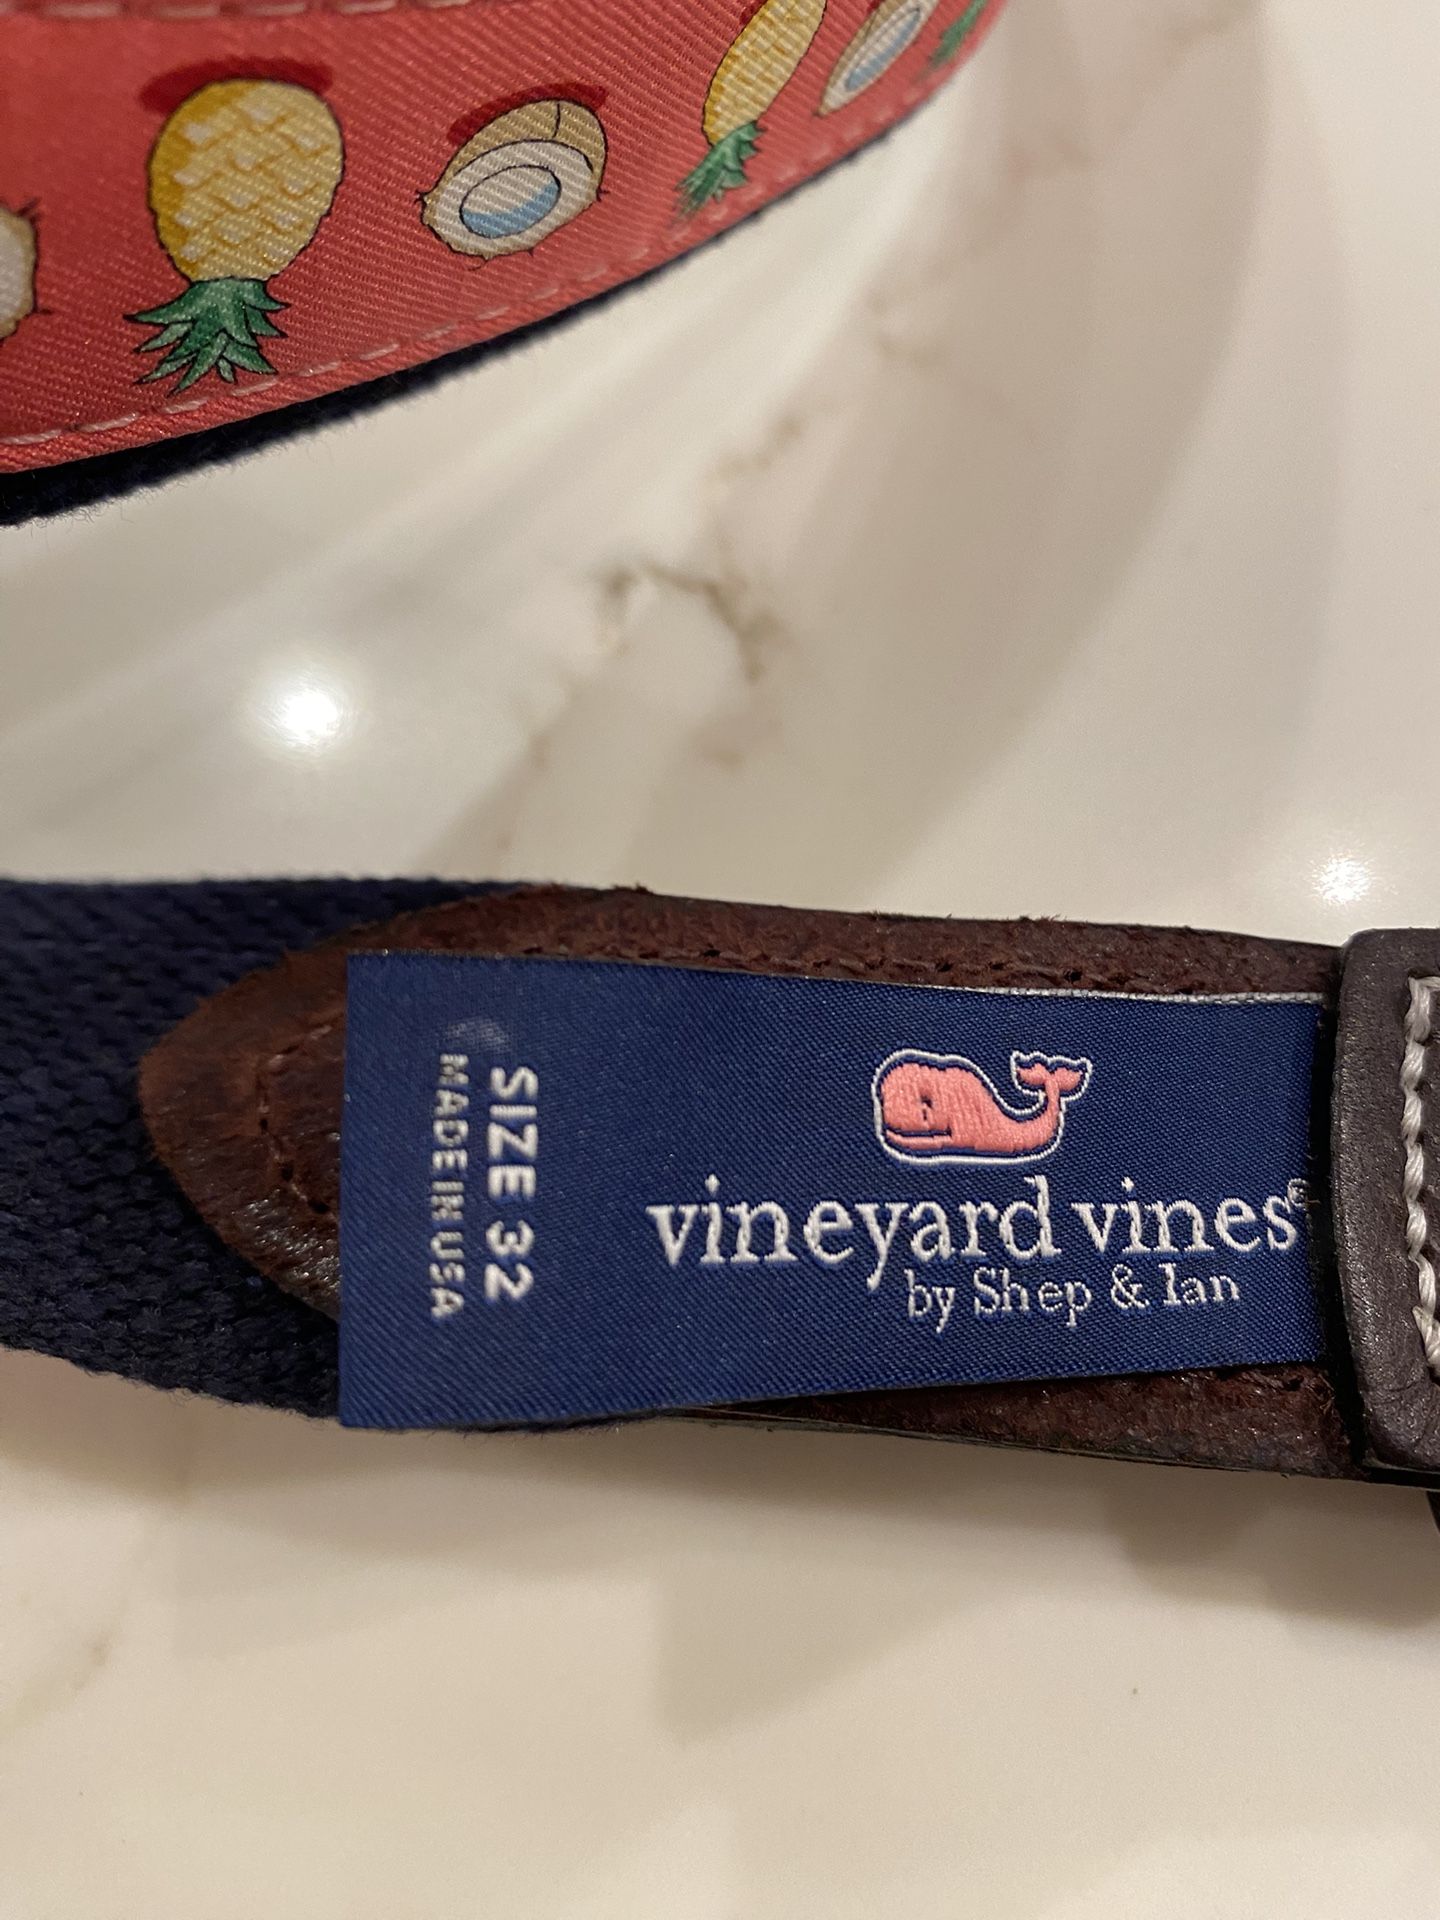 vineyard vines®
by Shep & Ian
SIZE 32
MADE IN USA